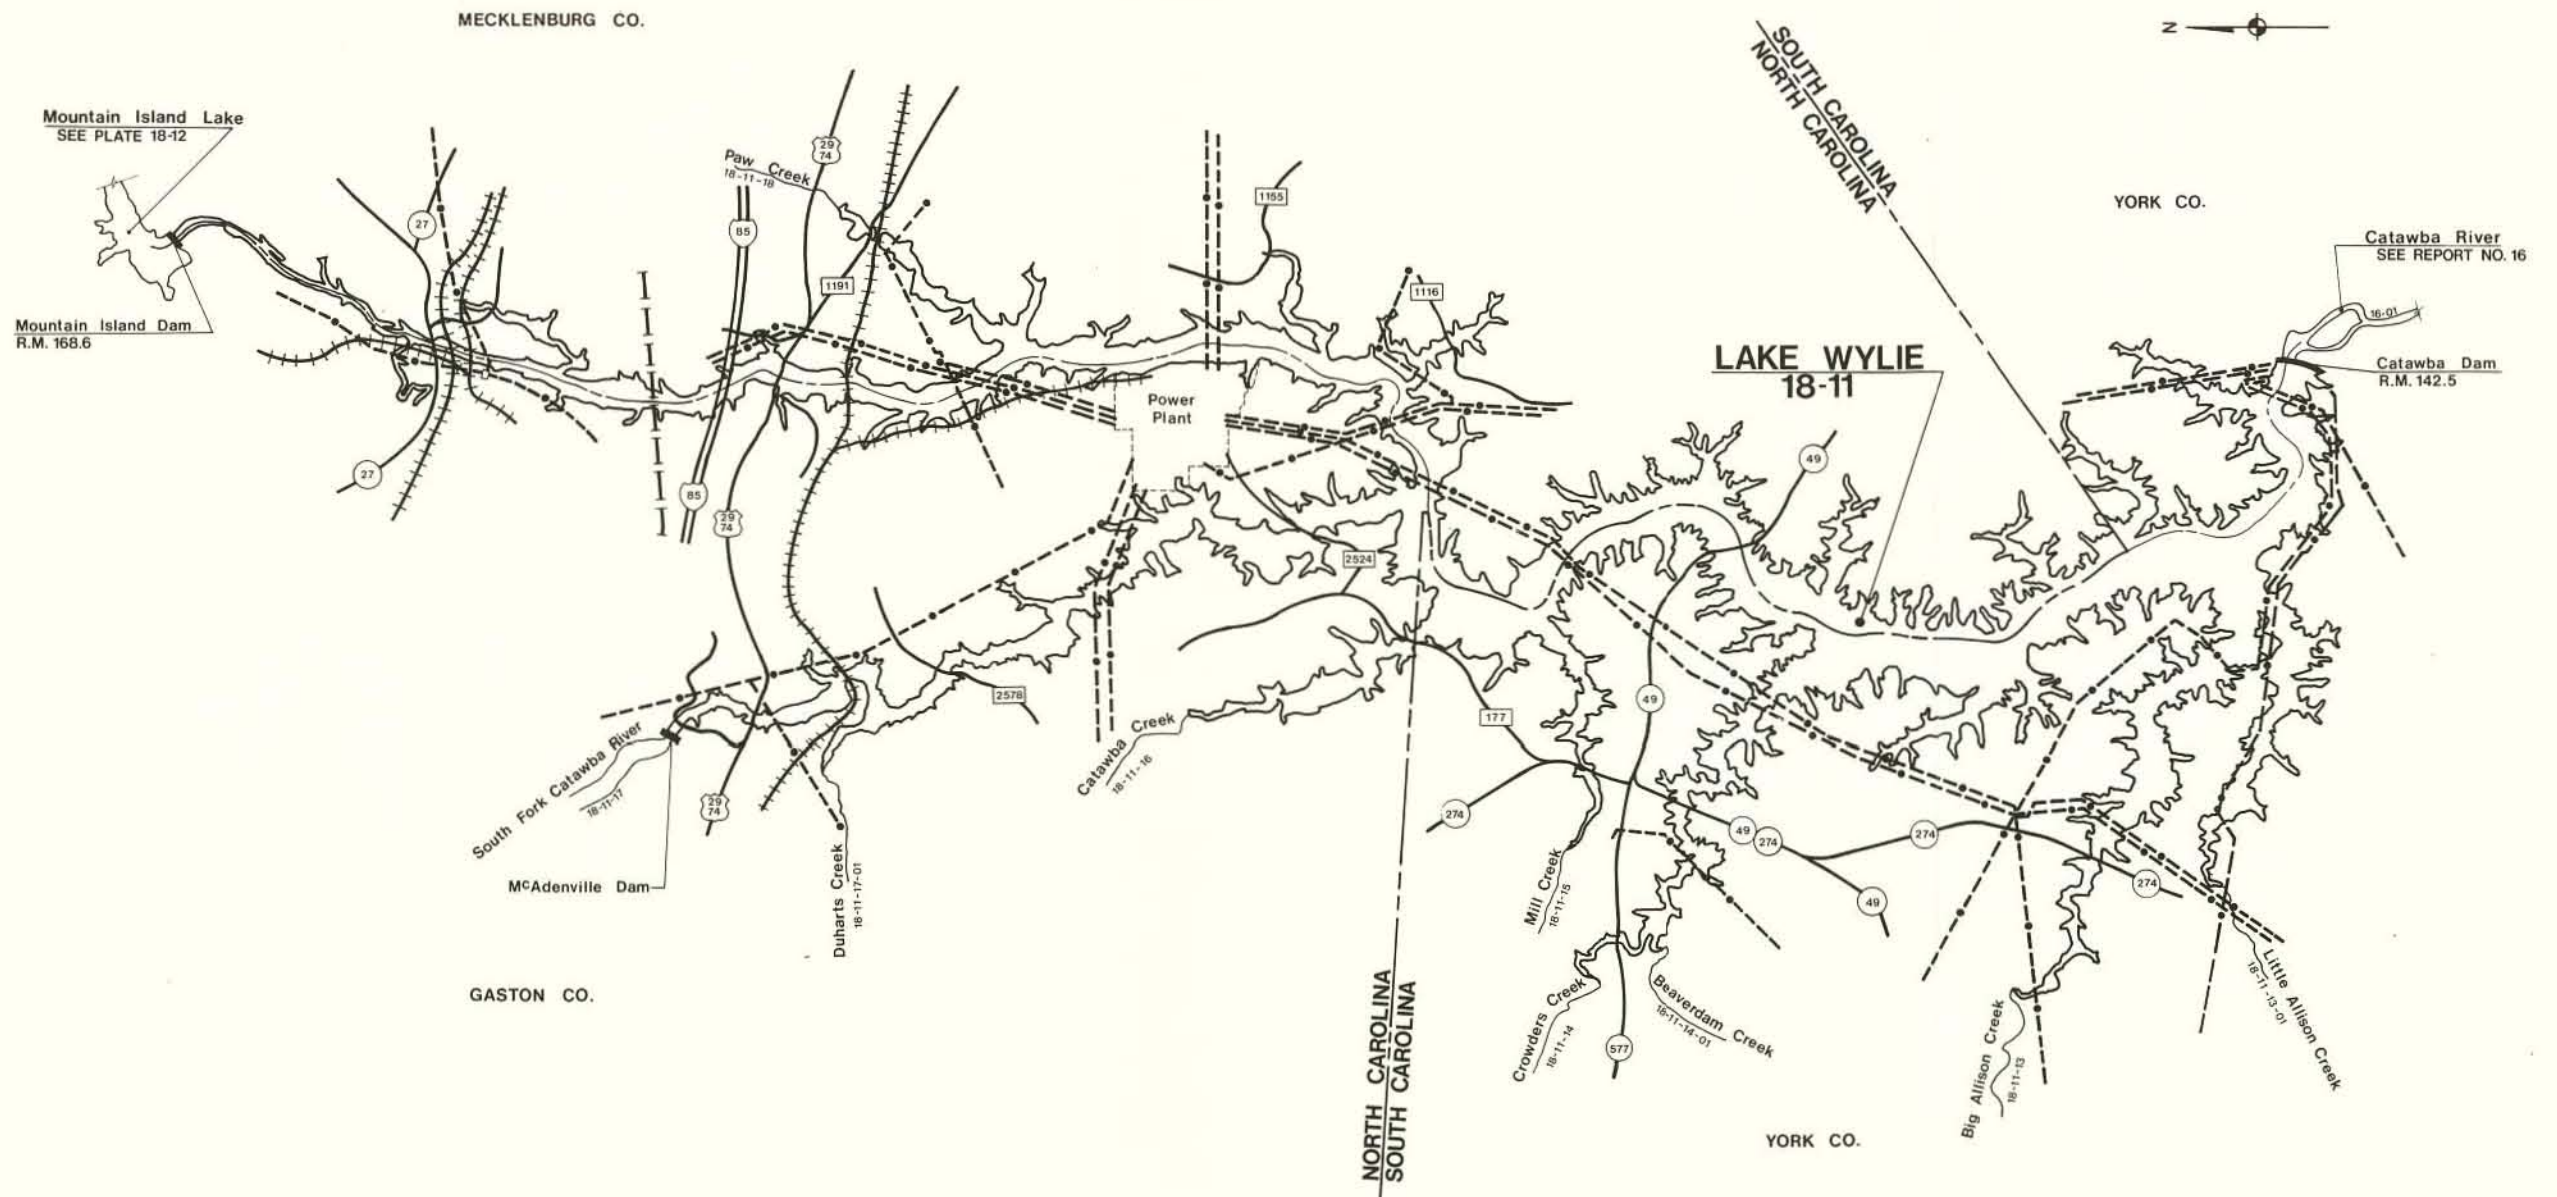 MECKLENBURG CO.
N
SOUTH CAROLINA
NORTH CAROLINA
Mountain Island Lake
SEE PLATE 18-12
Paw Creek
18-11-18
29
74
27
85
1155
YORK CO.
Catawba River
SEE REPORT NO. 16
16-01
1191
1116
Mountain Island Dam
R.M. 168.6
LAKE WYLIE
18-11
Catawba Dam
R.M. 142.5
Power
Plant
27
85
29
74
49
2524
2578
49
177
South Fork Catawba River
18-11-17
29
74
Catawba Creek
18-11-16
274
49
274
274
274
49
McAdenville Dam
Duharts Creek
18-11-17-01
Mill Creek
18-11-15
GASTON CO.
NORTH CAROLINA
SOUTH CAROLINA
Crowders Creek
18-11-14
Beaverdam Creek
18-11-14-01
577
Big Allison Creek
18-11-13
Little Allison Creek
18-11-13-01
YORK CO.